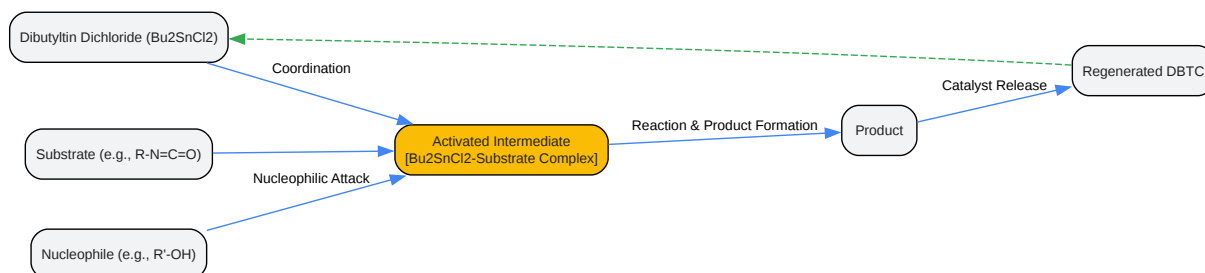 Dibutyltin Dichloride (Bu2SnCl2)
Coordination
Regenerated DBTC
Catalyst Release
Substrate (e.g., R-N=C=O)
Activated Intermediate
[Bu2SnCl2-Substrate Complex]
Reaction & Product Formation
Product
Nucleophilic Attack
Nucleophile (e.g., R'-OH)